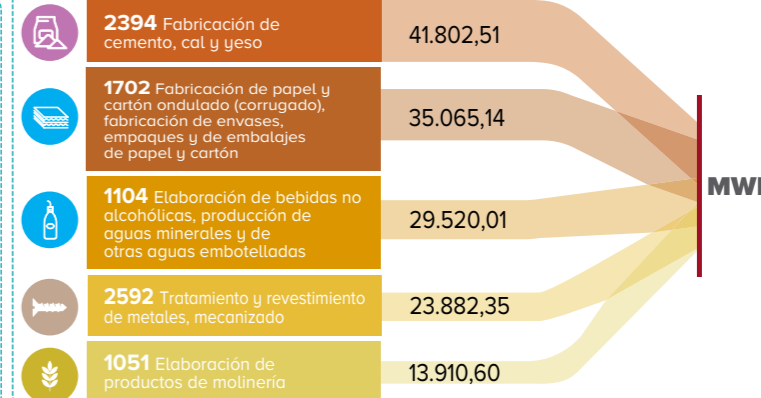 2394 Fabricación de
cemento, cal y yeso
41.802,51
1702 Fabricación de papel y
cartón ondulado (corrugado),
fabricación de envases,
empaques y de embalajes
de papel y cartón
35.065,14
1104 Elaboración de bebidas no
alcohólicas, producción de
aguas minerales y de
otras aguas embotelladas
29.520,01
2592 Tratamiento y revestimiento
de metales, mecanizado
23.882,35
1051 Elaboración de
productos de molinería
13.910,60